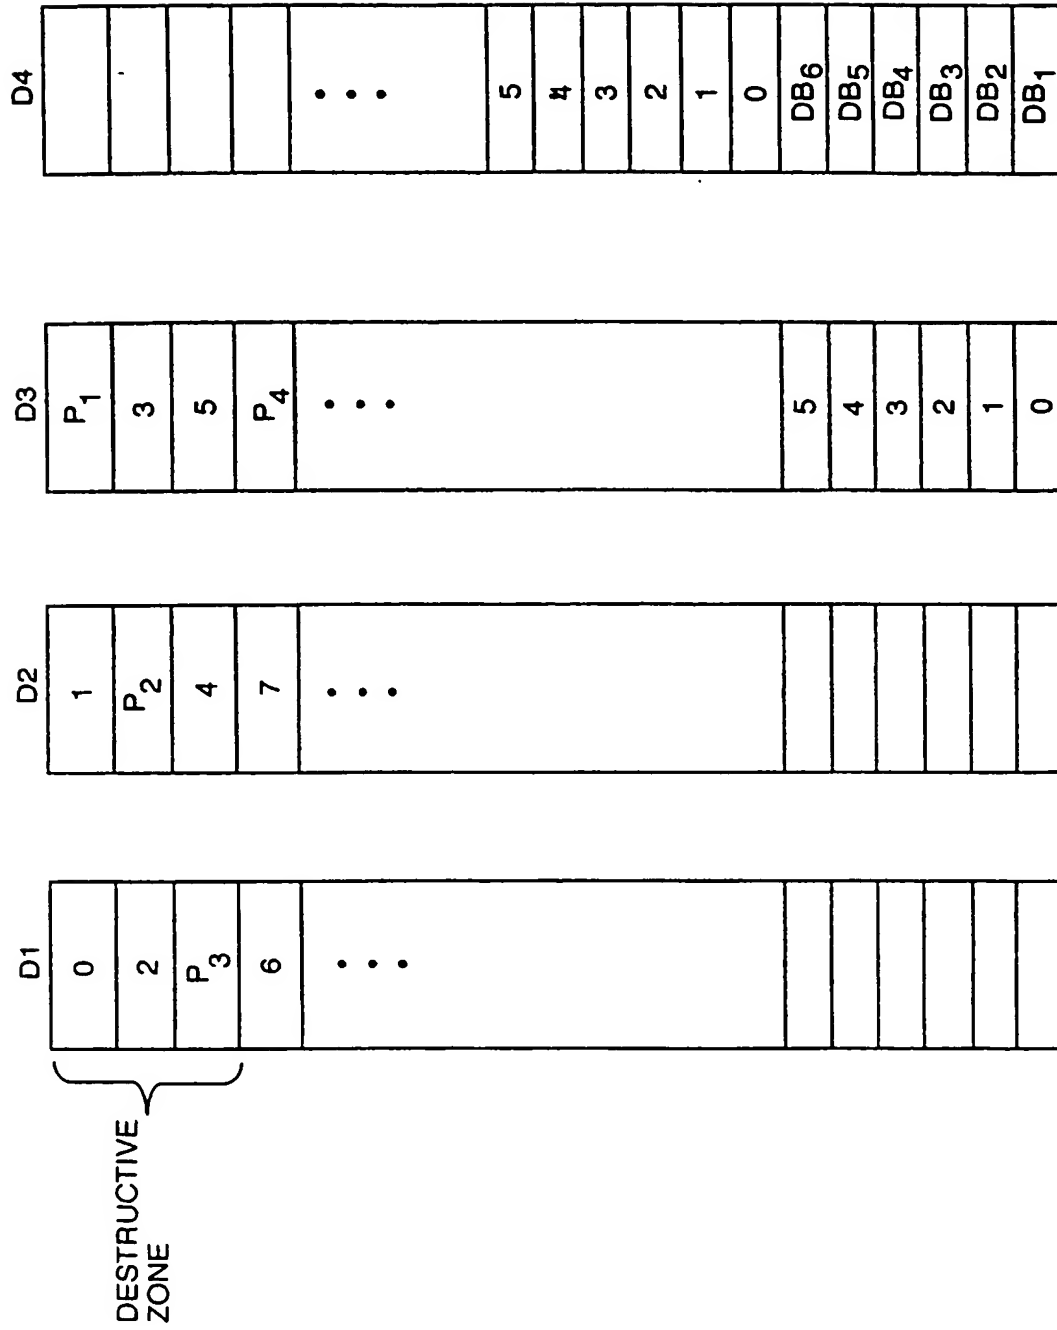 D1 D2 D3 D4
0 1 P1
DESTRUCTIVE
ZONE
2 P2 3
P3 4 5
6 7 P4
5
4
3
2
1
0
5 DB6
4 DB5
3 DB4
2 DB3
1 DB2
0 DB1